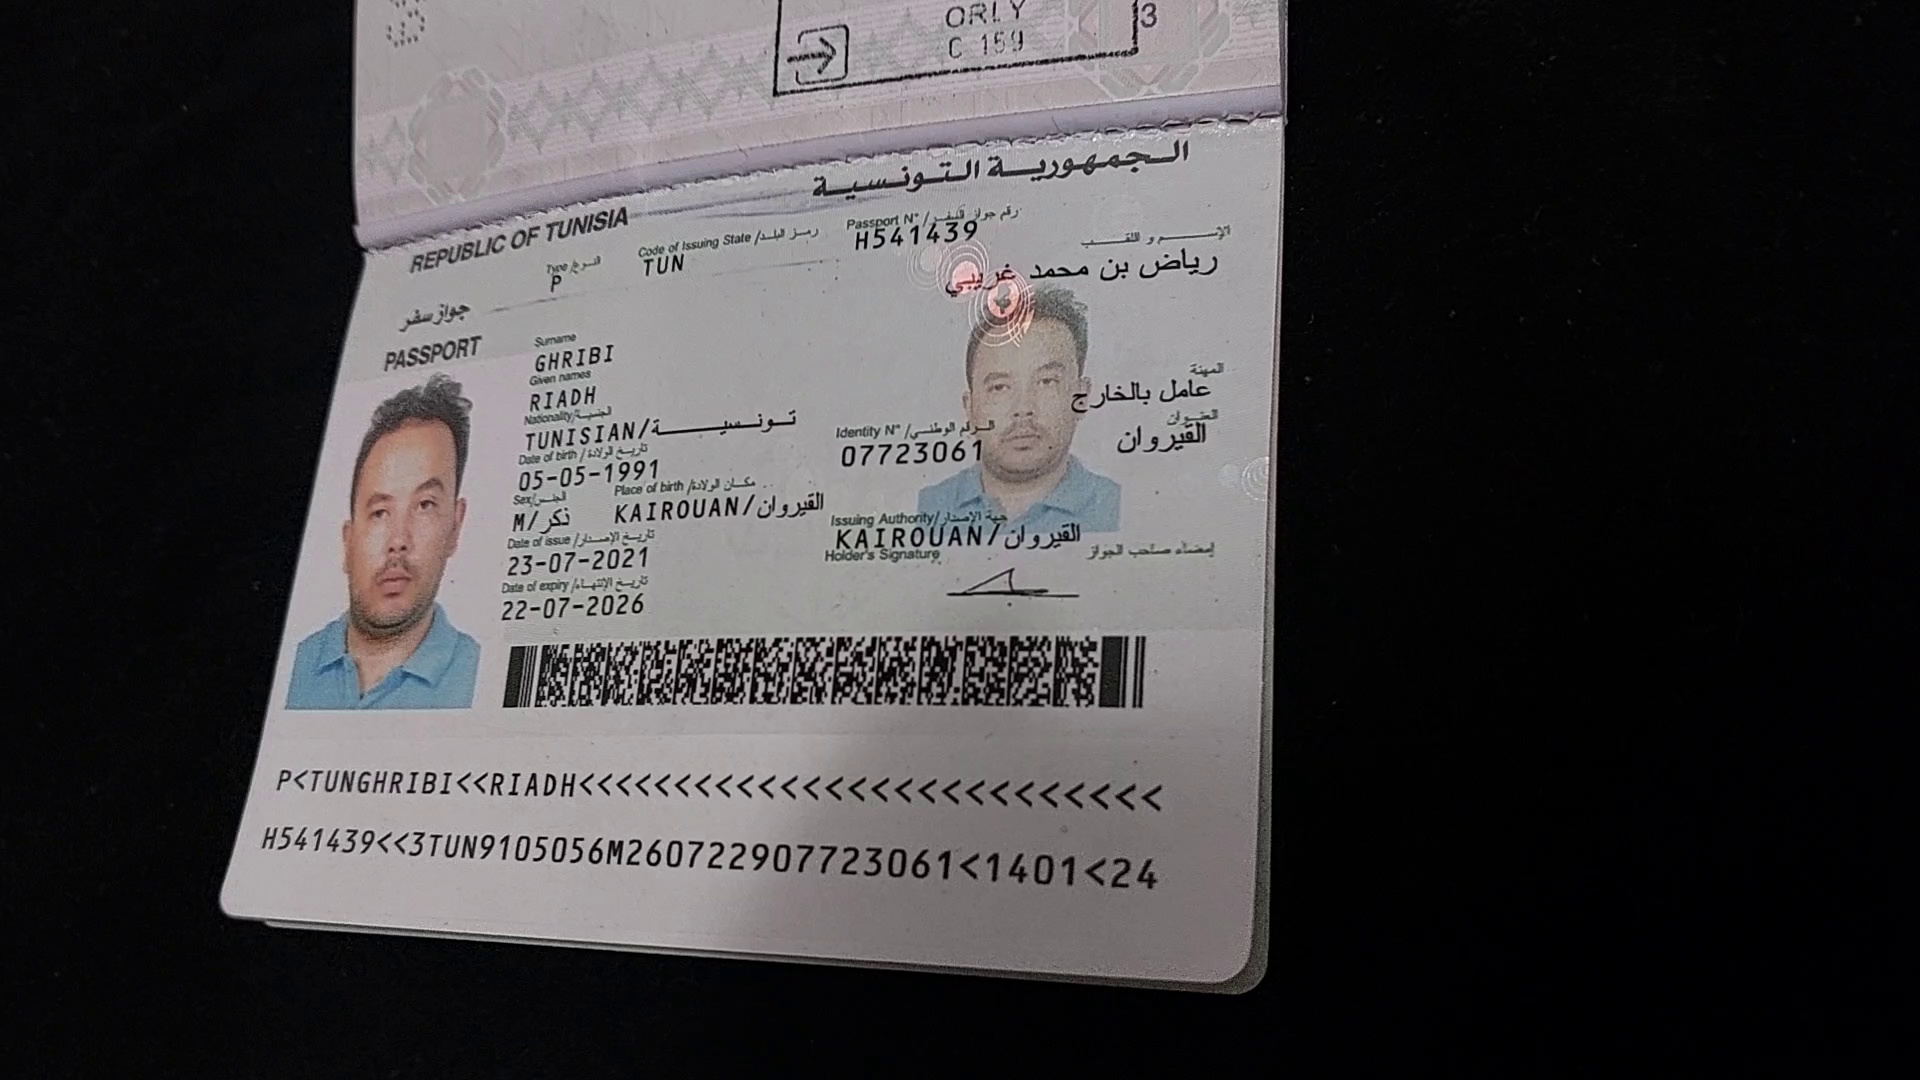 ORLY
3
C 159
الجمهورية التونسية
REPUBLIC OF TUNISIA
Type/النوع
P
Code of Issuing State/رمز البلد
TUN
Passport N°/رقم جواز السفر
H541439
الإسم و اللقب
رياض بن محمد غريبي
جواز سفر
PASSPORT
Surname
GHRIBI
Given names
RIADH
Nationality/الجنسية
TUNISIAN/تونسية
المهنة
عامل بالخارج
العنوان
القيروان
Identity N°/الرقم الوطني
07723061
Date of birth/تاريخ الولادة
05-05-1991
Sex/الجنس
M/ذكر
Place of birth/مكان الولادة
KAIROUAN/القيروان
Issuing Authority/جهة الإصدار
KAIROUAN/القيروان
Date of issue/تاريخ الإصدار
23-07-2021
Holder's Signature
إمضاء صاحب الجواز
Date of expiry/تاريخ الإنتهاء
22-07-2026
P<TUNGHRIBI<<RIADH<<<<<<<<<<<<<<<<<<<<<<<<<<
H541439<<3TUN9105056M260722907723061<1401<24